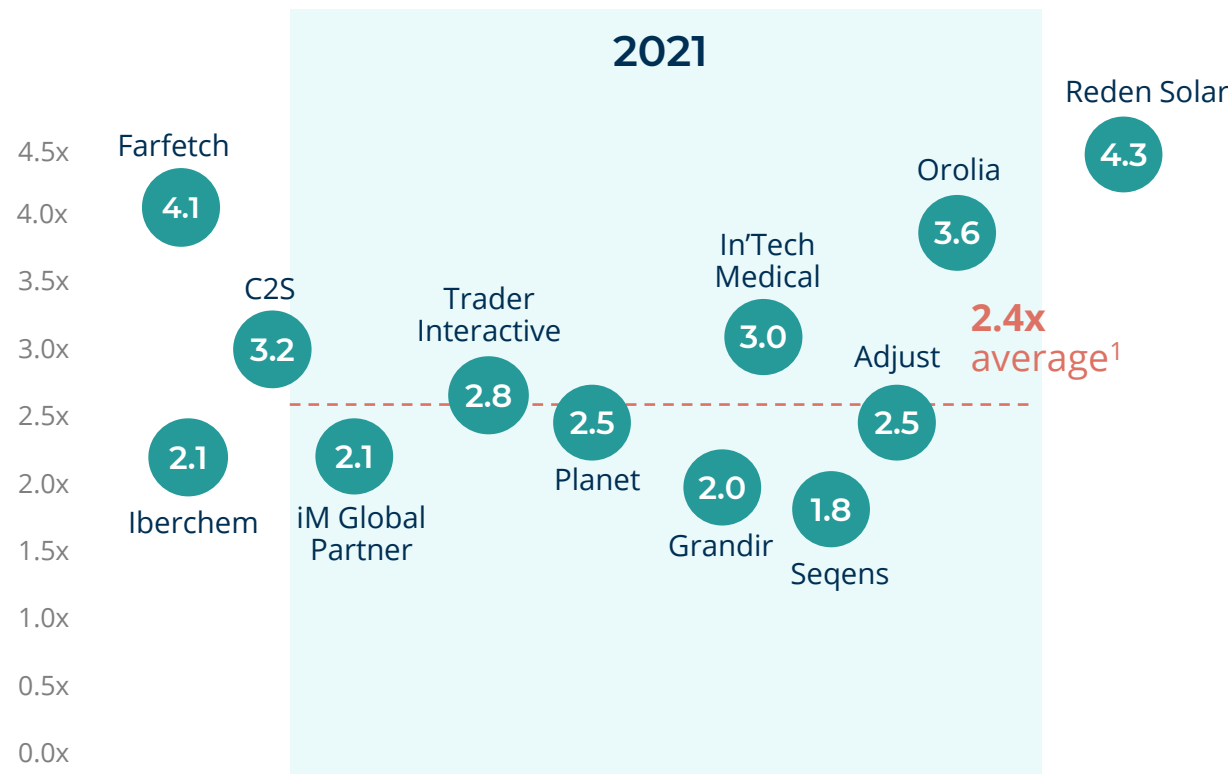 2021
Reden Solar
4.5x
Farfetch
4.3
Orolia
4.1
4.0x
3.6
In’Tech
Medical
3.5x
C2S
Trader
Interactive
2.4x
average¹
3.0
3.0x
3.2
Adjust
2.8
2.5x
2.5
2.5
2.1
2.1
Planet
2.0x
2.0
1.8
Iberchem
iM Global
Partner
1.5x
Grandir
Seqens
1.0x
0.5x
0.0x